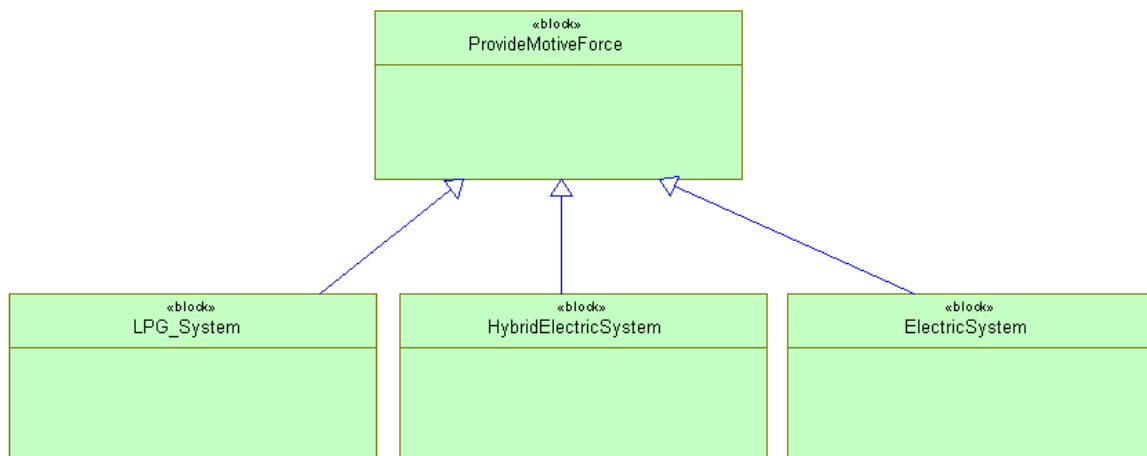 «block»
ProvideMotiveForce
«block»
LPG_System
«block»
HybridElectricSystem
«block»
ElectricSystem